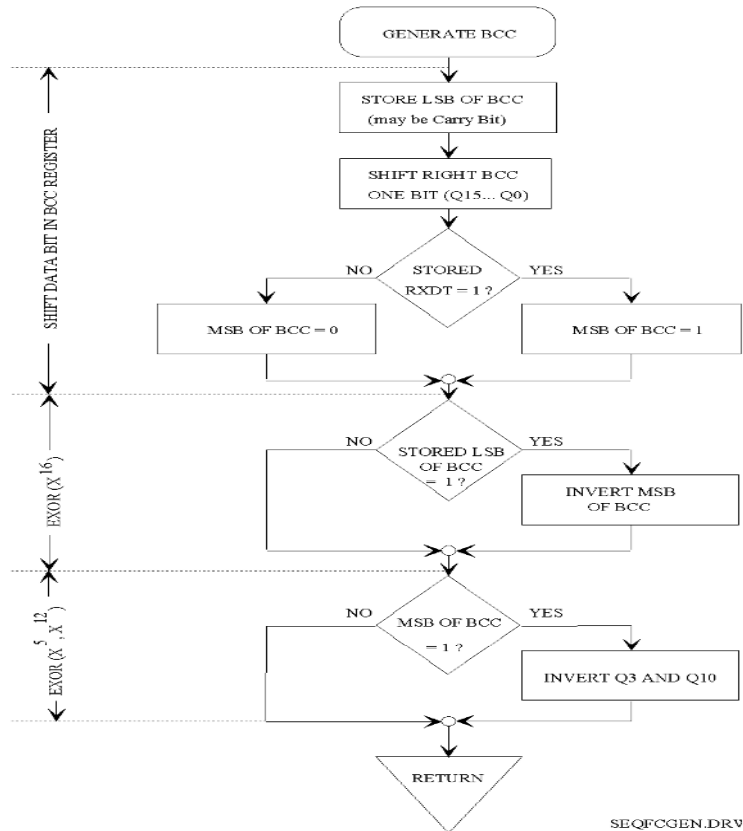 GENERATE BCC
STORE LSB OF BCC
(may be Carry Bit)
SHIFT RIGHT BCC
ONE BIT (Q15... Q0)
SHIFT DATA BIT IN BCC REGISTER
NO
STORED
RXDT = 1 ?
YES
MSB OF BCC = 0
MSB OF BCC = 1
EXOR (X 16)
NO
STORED LSB
OF BCC
= 1 ?
YES
INVERT MSB
OF BCC
EXOR (X 5 , X 12)
NO
MSB OF BCC
= 1 ?
YES
INVERT Q3 AND Q10
RETURN
SEQFCGEN.DRW